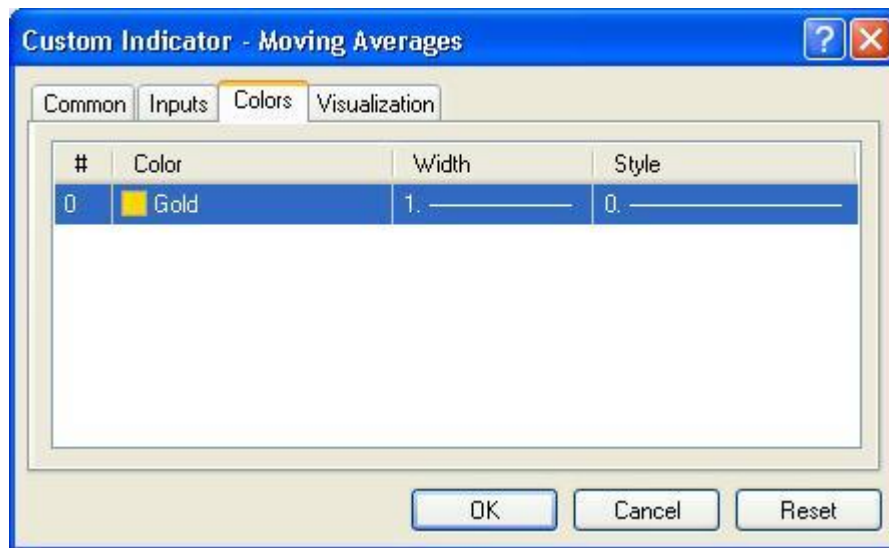 Custom Indicator - Moving Averages ?
Common Inputs Colors Visualization
# Color Width Style
0 Gold 1. 0.
OK Cancel Reset